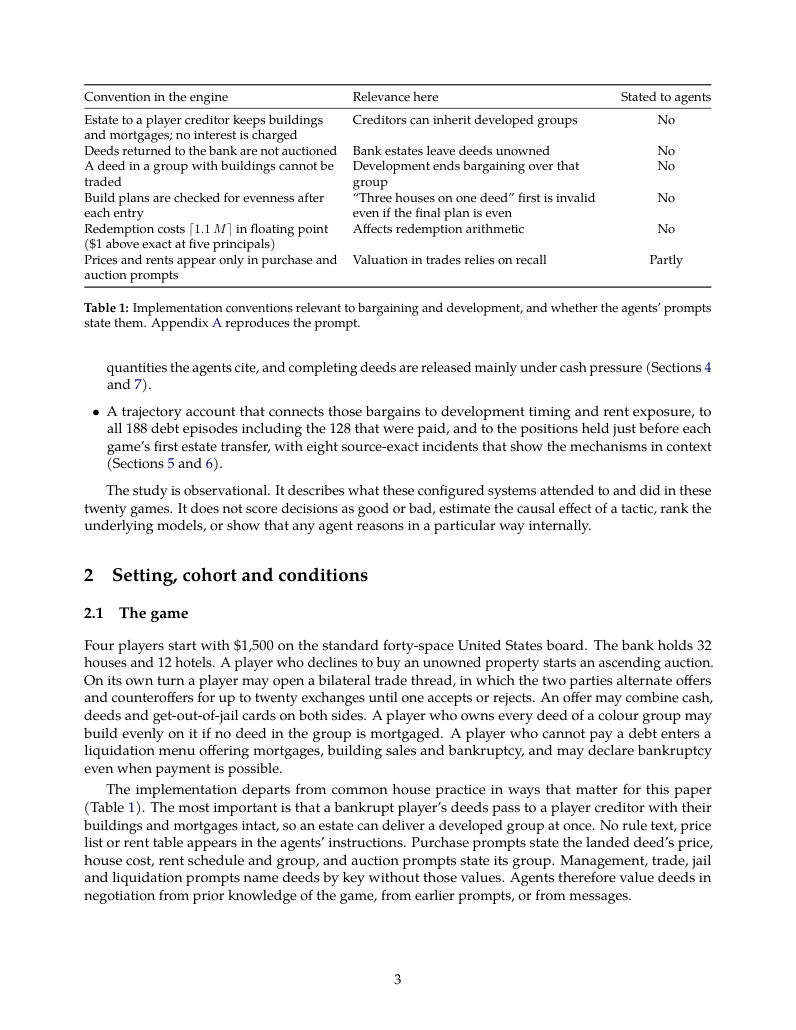 Convention in the engine Relevance here Stated to agents
Estate to a player creditor keeps buildings Creditors can inherit developed groups No
and mortgages; no interest is charged
Deeds returned to the bank are not auctioned Bank estates leave deeds unowned No
A deed in a group with buildings cannot be Development ends bargaining over that No
traded group
Build plans are checked for evenness after “Three houses on one deed” first is invalid No
each entry even if the final plan is even
Redemption costs ⌈1.1 M⌉ in floating point Affects redemption arithmetic No
($1 above exact at five principals)
Prices and rents appear only in purchase and Valuation in trades relies on recall Partly
auction prompts
Table 1: Implementation conventions relevant to bargaining and development, and whether the agents’ prompts
state them. Appendix A reproduces the prompt.
quantities the agents cite, and completing deeds are released mainly under cash pressure (Sections 4
and 7).
• A trajectory account that connects those bargains to development timing and rent exposure, to
all 188 debt episodes including the 128 that were paid, and to the positions held just before each
game’s first estate transfer, with eight source-exact incidents that show the mechanisms in context
(Sections 5 and 6).
The study is observational. It describes what these configured systems attended to and did in these
twenty games. It does not score decisions as good or bad, estimate the causal effect of a tactic, rank the
underlying models, or show that any agent reasons in a particular way internally.
2 Setting, cohort and conditions
2.1 The game
Four players start with $1,500 on the standard forty-space United States board. The bank holds 32
houses and 12 hotels. A player who declines to buy an unowned property starts an ascending auction.
On its own turn a player may open a bilateral trade thread, in which the two parties alternate offers
and counteroffers for up to twenty exchanges until one accepts or rejects. An offer may combine cash,
deeds and get-out-of-jail cards on both sides. A player who owns every deed of a colour group may
build evenly on it if no deed in the group is mortgaged. A player who cannot pay a debt enters a
liquidation menu offering mortgages, building sales and bankruptcy, and may declare bankruptcy
even when payment is possible.
The implementation departs from common house practice in ways that matter for this paper
(Table 1). The most important is that a bankrupt player’s deeds pass to a player creditor with their
buildings and mortgages intact, so an estate can deliver a developed group at once. No rule text, price
list or rent table appears in the agents’ instructions. Purchase prompts state the landed deed’s price,
house cost, rent schedule and group, and auction prompts state its group. Management, trade, jail
and liquidation prompts name deeds by key without those values. Agents therefore value deeds in
negotiation from prior knowledge of the game, from earlier prompts, or from messages.
3